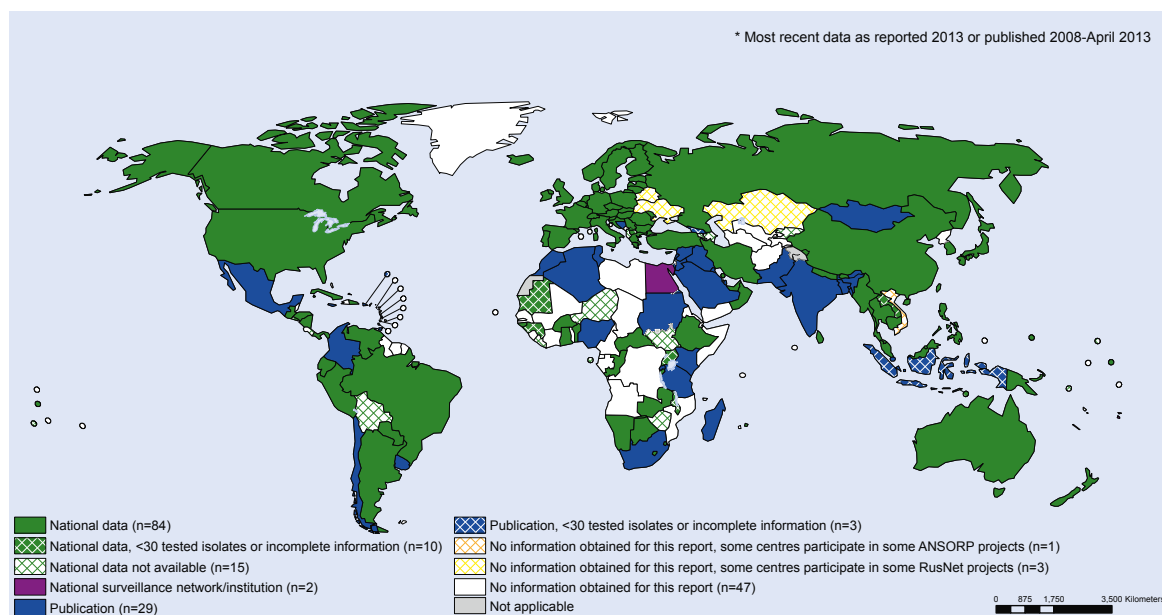 * Most recent data as reported 2013 or published 2008-April 2013
National data (n=84)
National data, <30 tested isolates or incomplete information (n=10)
National data not available (n=15)
National surveillance network/institution (n=2)
Publication (n=29)
Publication, <30 tested isolates or incomplete information (n=3)
No information obtained for this report, some centres participate in some ANSORP projects (n=1)
No information obtained for this report, some centres participate in some RusNet projects (n=3)
No information obtained for this report (n=47)
Not applicable
0 875 1,750 3,500 Kilometers